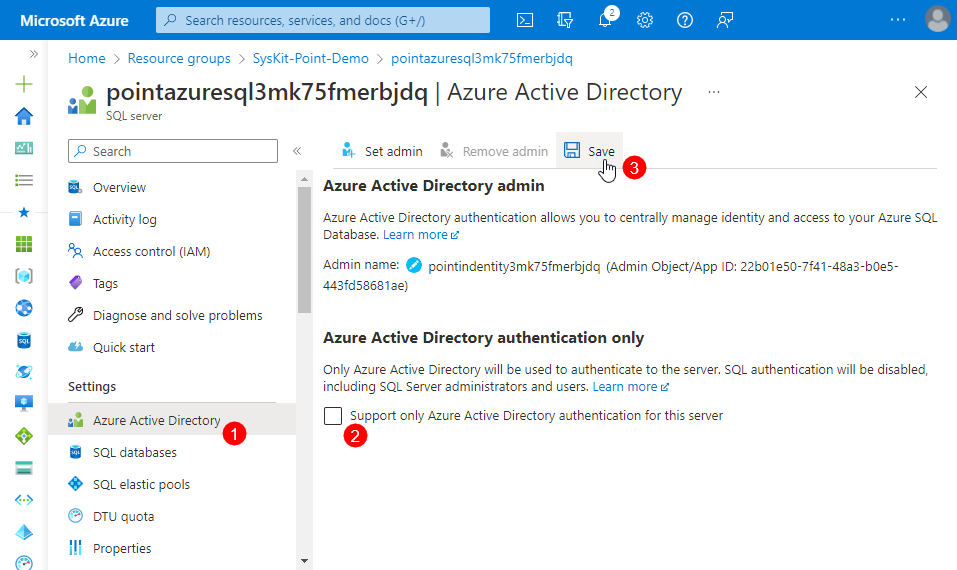 Microsoft Azure
Search resources, services, and docs (G+/)
2
Home > Resource groups > SysKit-Point-Demo > pointazuresql3mk75fmerbjdq
pointazuresql3mk75fmerbjdq | Azure Active Directory
SQL server
Search
Overview
Activity log
Access control (IAM)
Tags
Diagnose and solve problems
Quick start
Settings
Azure Active Directory
1
SQL databases
SQL elastic pools
DTU quota
Properties
Set admin
Remove admin
Save
3
Azure Active Directory admin
Azure Active Directory authentication allows you to centrally manage identity and access to your Azure SQL
Database. Learn more
Admin name: pointindentity3mk75fmerbjdq (Admin Object/App ID: 22b01e50-7f41-48a3-b0e5-
443fd58681ae)
Azure Active Directory authentication only
Only Azure Active Directory will be used to authenticate to the server. SQL authentication will be disabled,
including SQL Server administrators and users. Learn more
Support only Azure Active Directory authentication for this server
2